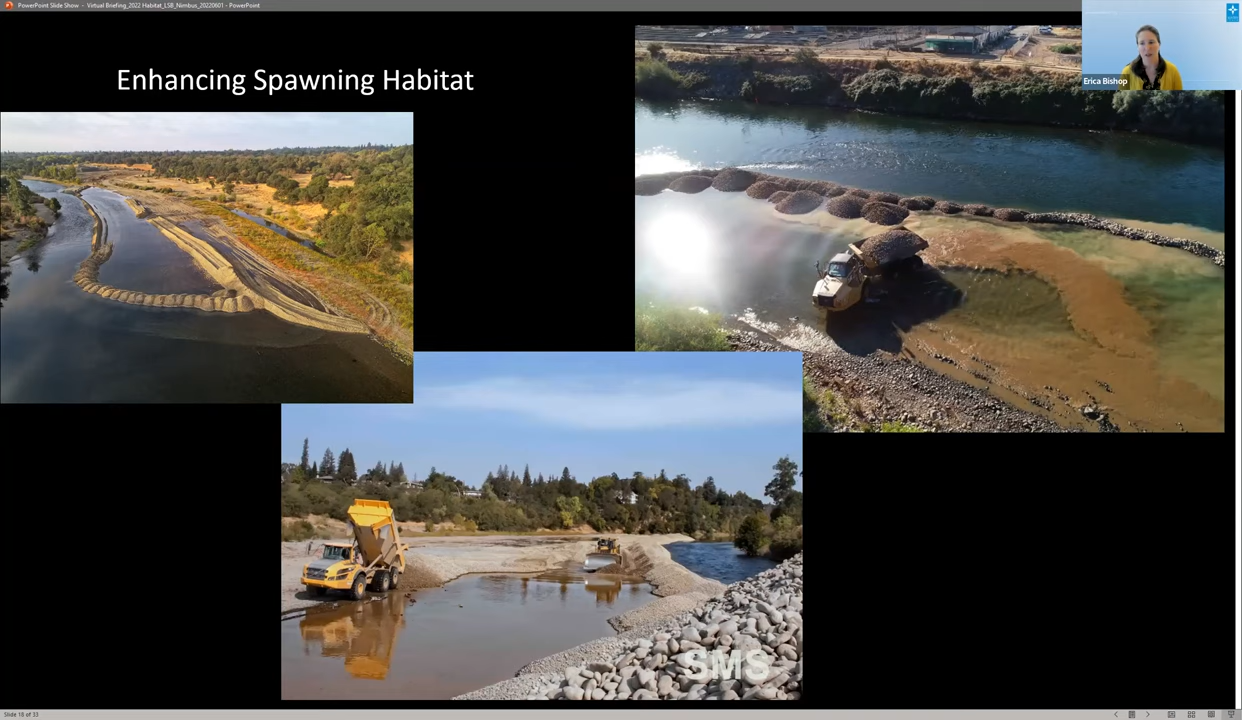 PowerPoint Slide Show - Virtual Briefing_2022 Habitat_LSB_Nimbus_20220601 - PowerPoint
Erica Bishop
Enhancing Spawning Habitat
SMS
Slide 18 of 33